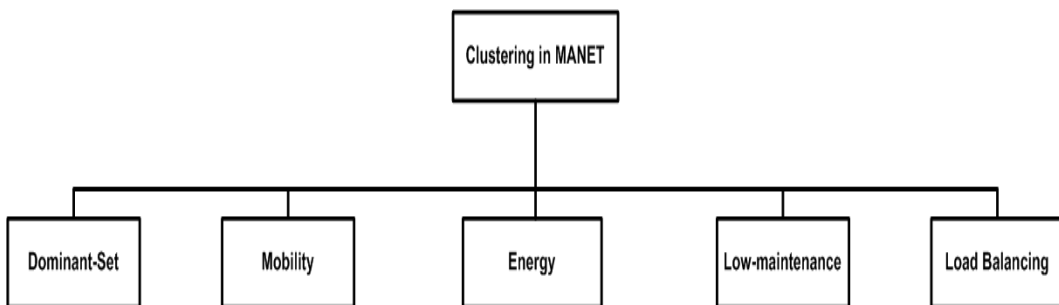 Clustering in MANET
Dominant-Set
Mobility
Energy
Low-maintenance
Load Balancing